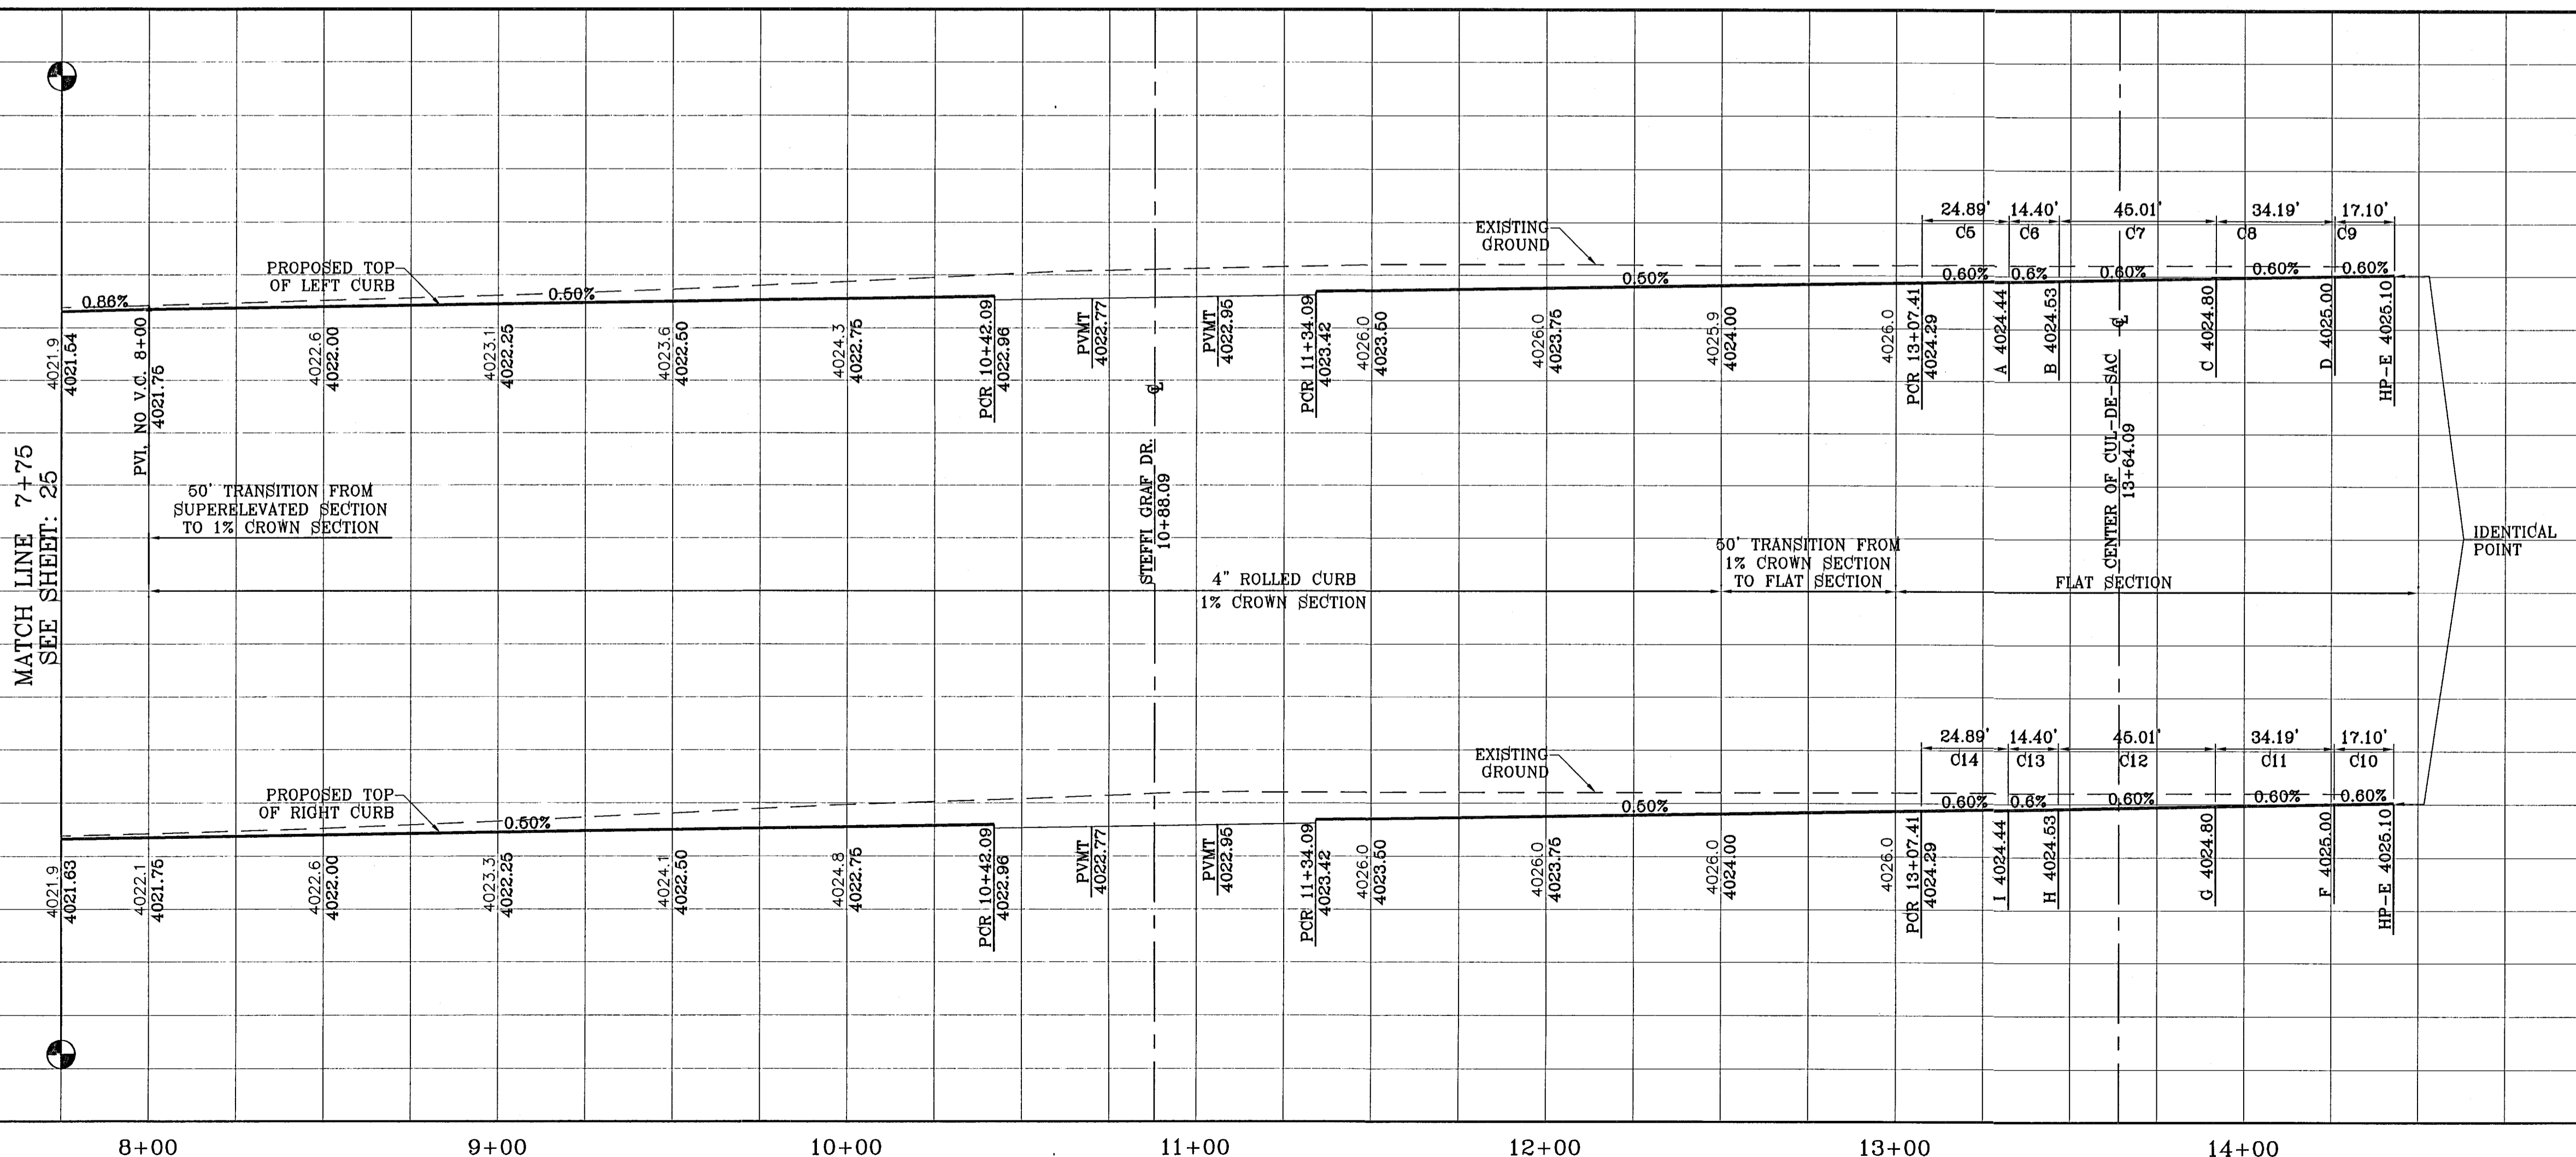 MATCH LINE 7+75
SEE SHEET: 25
24.89'
14.40'
45.01'
34.19'
17.10'
C5
C6
C7
C8
C9
EXISTING
GROUND
PROPOSED TOP
OF LEFT CURB
0.86%
0.50%
0.50%
0.60%
0.6%
0.60%
0.60%
0.60%
4021.9
4021.54
PVI, NO V.C. 8+00
4021.75
4022.6
4022.00
4023.1
4022.25
4023.6
4022.50
4024.3
4022.75
PCR 10+42.09
4022.96
PVMT
4022.77
℄
STEFFI GRAF DR.
10+88.09
PVMT
4022.95
PCR 11+34.09
4023.42
4026.0
4023.50
4026.0
4023.75
4025.9
4024.00
4026.0
PCR 13+07.41
4024.29
A 4024.44
B 4024.53
℄
CENTER OF CUL-DE-SAC
13+64.09
C 4024.80
D 4025.00
HP-E 4025.10
50' TRANSITION FROM
SUPERELEVATED SECTION
TO 1% CROWN SECTION
4" ROLLED CURB
1% CROWN SECTION
50' TRANSITION FROM
1% CROWN SECTION
TO FLAT SECTION
FLAT SECTION
IDENTICAL
POINT
24.89'
14.40'
45.01'
34.19'
17.10'
C14
C13
C12
C11
C10
EXISTING
GROUND
PROPOSED TOP
OF RIGHT CURB
0.50%
0.50%
0.60%
0.6%
0.60%
0.60%
0.60%
4021.9
4021.63
4022.1
4021.75
4022.6
4022.00
4023.3
4022.25
4024.1
4022.50
4024.8
4022.75
PCR 10+42.09
4022.96
PVMT
4022.77
PVMT
4022.95
PCR 11+34.09
4023.42
4026.0
4023.50
4026.0
4023.75
4026.0
4024.00
4026.0
PCR 13+07.41
4024.29
I 4024.44
H 4024.53
G 4024.80
F 4025.00
HP-E 4025.10
8+00
9+00
10+00
11+00
12+00
13+00
14+00